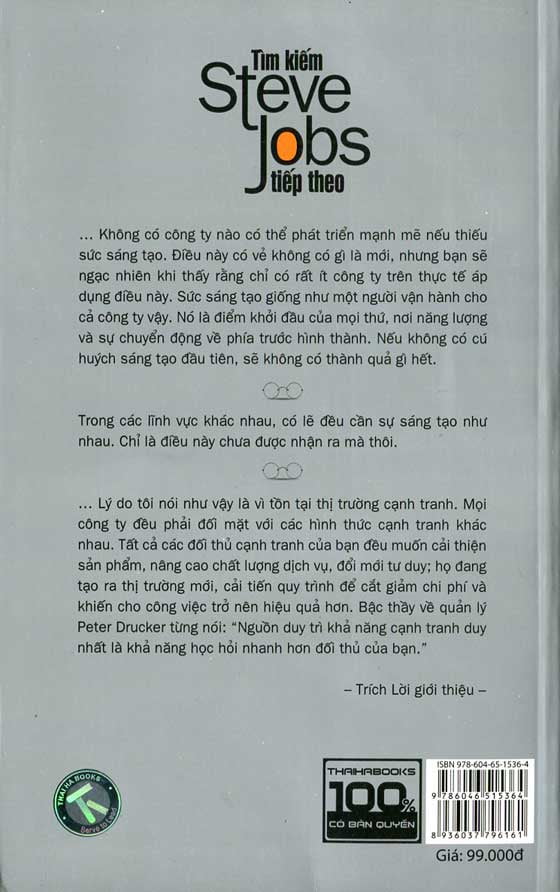 Tìm kiếm
Steve
Jobs
tiếp theo
... Không có công ty nào có thể phát triển mạnh mẽ nếu thiếu
sức sáng tạo. Điều này có vẻ không có gì là mới, nhưng bạn sẽ
ngạc nhiên khi thấy rằng chỉ có rất ít công ty trên thực tế áp
dụng điều này. Sức sáng tạo giống như một người vận hành cho
cả công ty vậy. Nó là điểm khởi đầu của mọi thứ, nơi năng lượng
và sự chuyển động về phía trước hình thành. Nếu không có cú
huých sáng tạo đầu tiên, sẽ không có thành quả gì hết.
Trong các lĩnh vực khác nhau, có lẽ đều cần sự sáng tạo như
nhau. Chỉ là điều này chưa được nhận ra mà thôi.
... Lý do tôi nói như vậy là vì tồn tại thị trường cạnh tranh. Mọi
công ty đều phải đối mặt với các hình thức cạnh tranh khác
nhau. Tất cả các đối thủ cạnh tranh của bạn đều muốn cải thiện
sản phẩm, nâng cao chất lượng dịch vụ, đổi mới tư duy; họ đang
tạo ra thị trường mới, cải tiến quy trình để cắt giảm chi phí và
khiến cho công việc trở nên hiệu quả hơn. Bậc thầy về quản lý
Peter Drucker từng nói: “Nguồn duy trì khả năng cạnh tranh duy
nhất là khả năng học hỏi nhanh hơn đối thủ của bạn.”
– Trích Lời giới thiệu –
THAI HA BOOKS
Serve to Lead
THAIHABOOKS
100%
CÓ BẢN QUYỀN
ISBN 978-604-65-1536-4
9 786046 515364
8 936037 796161
Giá: 99.000đ